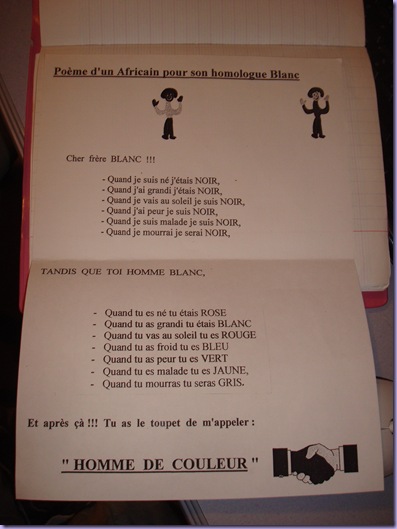 Poème d'un Africain pour son homologue Blanc
Cher frère BLANC !!!
- Quand je suis né j'étais NOIR,
- Quand j'ai grandi j'étais NOIR,
- Quand je vais au soleil je suis NOIR,
- Quand j'ai peur je suis NOIR,
- Quand je suis malade je suis NOIR,
- Quand je mourrai je serai NOIR,
TANDIS QUE TOI HOMME BLANC,
- Quand tu es né tu étais ROSE
- Quand tu as grandi tu étais BLANC
- Quand tu vas au soleil tu es ROUGE
- Quand tu as froid tu es BLEU
- Quand tu as peur tu es VERT
- Quand tu es malade tu es JAUNE,
- Quand tu mourras tu seras GRIS.
Et après çà !!! Tu as le toupet de m'appeler :
" HOMME DE COULEUR "